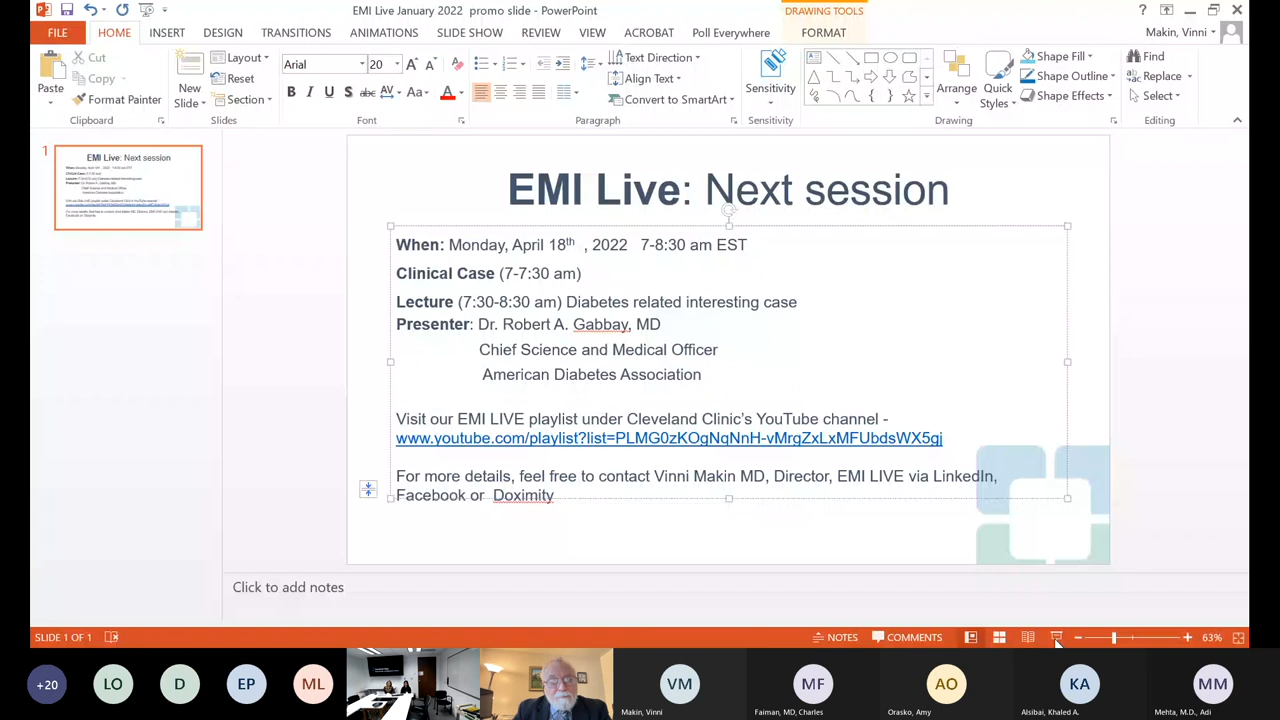 EMI Live January 2022 promo slide - PowerPoint
DRAWING TOOLS
FILE HOME INSERT DESIGN TRANSITIONS ANIMATIONS SLIDE SHOW REVIEW VIEW ACROBAT Poll Everywhere FORMAT Makin, Vinni
Paste Cut Copy Format Painter
Clipboard
New Slide Layout Reset Section
Slides
Arial 20
Font
Text Direction Align Text Convert to SmartArt
Paragraph
Sensitivity
Sensitivity
Arrange Quick Styles Shape Fill Shape Outline Shape Effects
Drawing
Find Replace Select
Editing
1
EMI Live: Next session
When: Monday, April 18th , 2022 7-8:30 am EST
Clinical Case (7-7:30 am)
Lecture (7:30-8:30 am) Diabetes related interesting case
Presenter: Dr. Robert A. Gabbay, MD
Chief Science and Medical Officer
American Diabetes Association
Visit our EMI LIVE playlist under Cleveland Clinic's YouTube channel -
www.youtube.com/playlist?list=PLMG0zKOgNqNnH-vMrgZxLxMFUbdsWX5gj
For more details, feel free to contact Vinni Makin MD, Director, EMI LIVE via LinkedIn,
Facebook or Doximity
Click to add notes
SLIDE 1 OF 1 NOTES COMMENTS 63%
+20 LO D EP ML VM MF AO KA MM
Makin, Vinni Faiman, MD, Charles Orasko, Amy Alsibai, Khaled A. Mehta, M.D., Adi